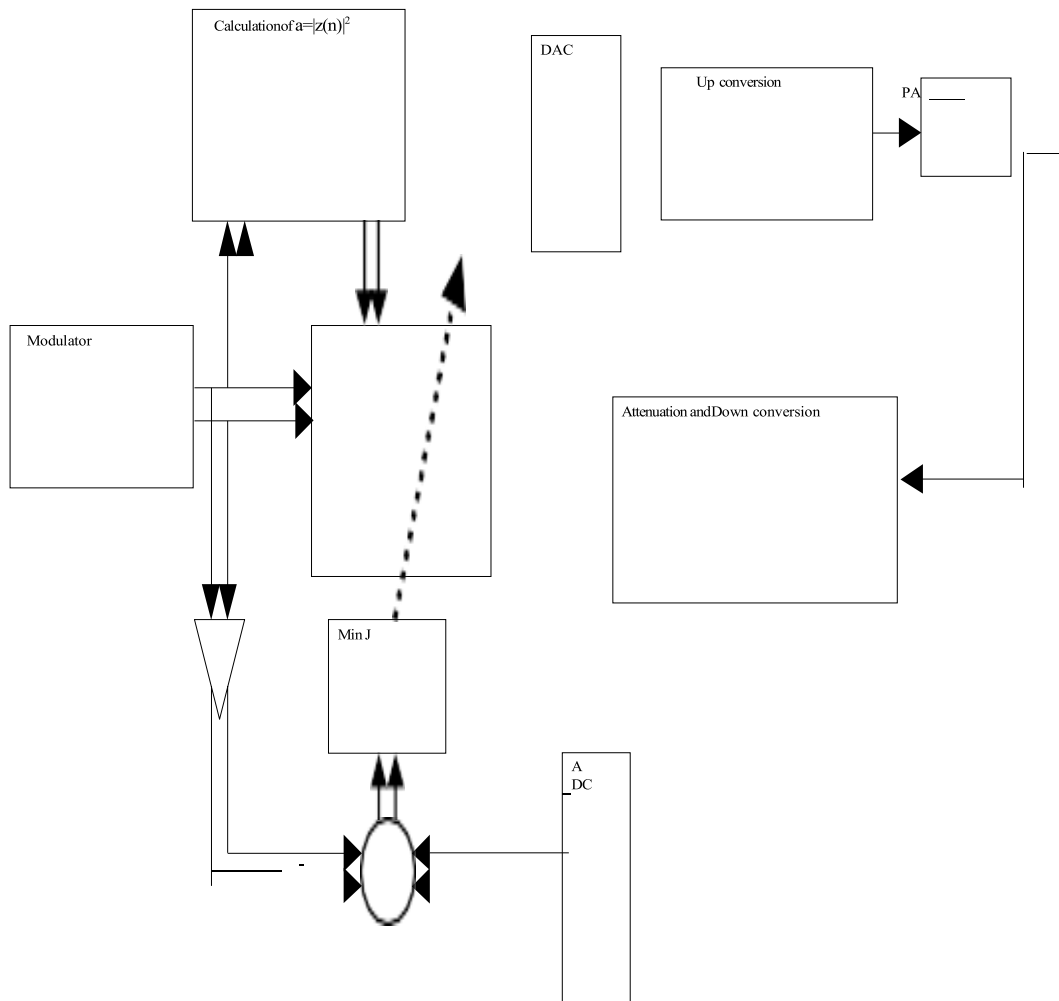 Calculationof a=|z(n)|²
DAC
Up conversion
PA
Modulator
Attenuation andDown conversion
Min J
A
DC
-